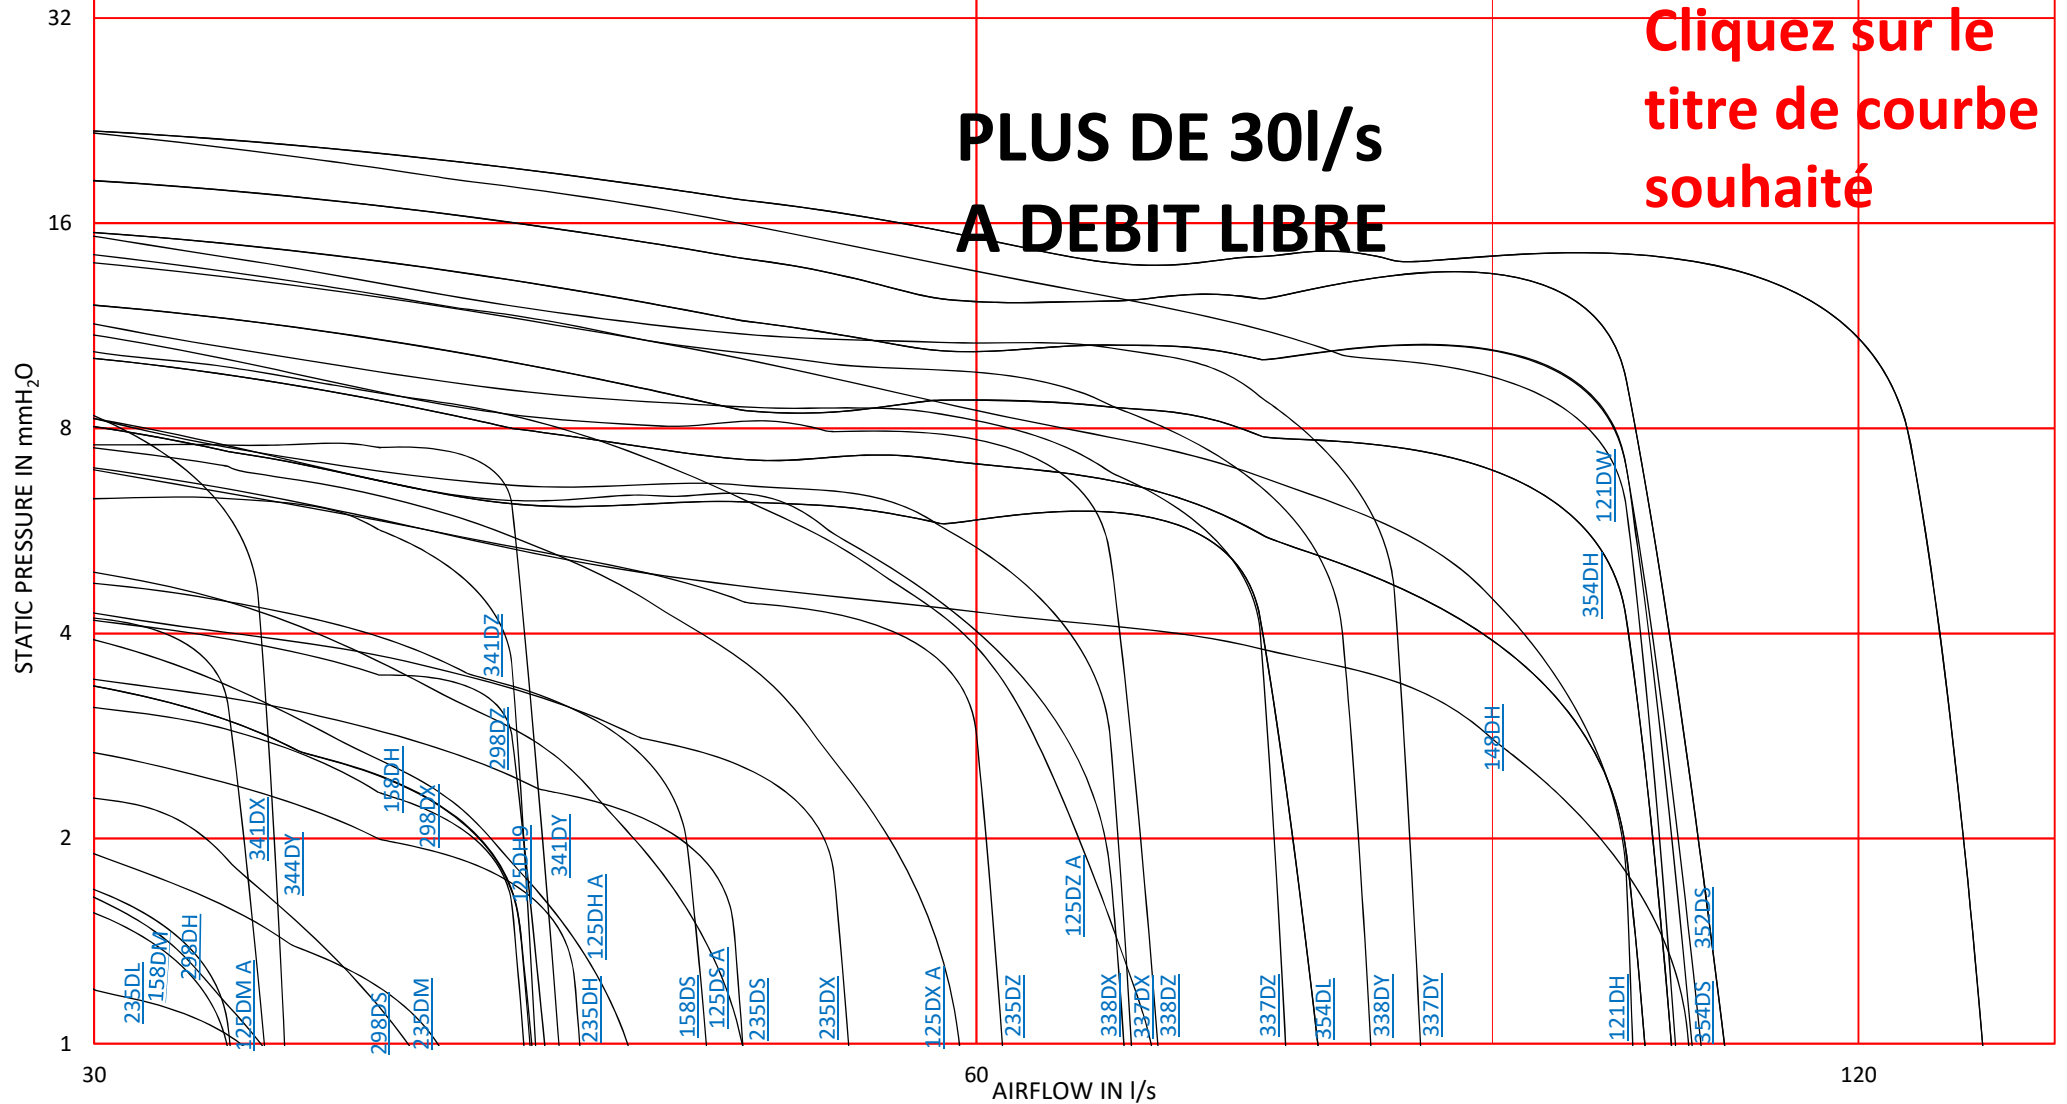 32
Cliquez sur le
titre de courbe
souhaité
PLUS DE 30l/s
A DEBIT LIBRE
16
STATIC PRESSURE IN mmH₂O
8
121DW
354DH
4
341DZ
298DZ
148DH
158DH
298DX
2
341DX
344DY
125DH9
341DY
125DH A
125DZ A
352DS
235DL
158DM
298DH
125DM A
298DS
235DM
235DH
158DS
125DS A
235DS
235DX
125DX A
235DZ
338DX
337DX
338DZ
337DZ
354DL
338DY
337DY
121DH
354DS
1
30
60
120
AIRFLOW IN l/s